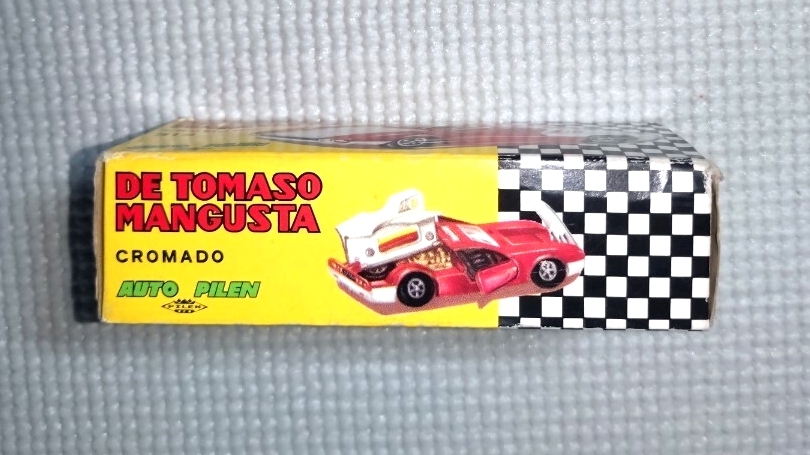 DE TOMASO
MANGUSTA
CROMADO
AUTO PILEN
PILEN